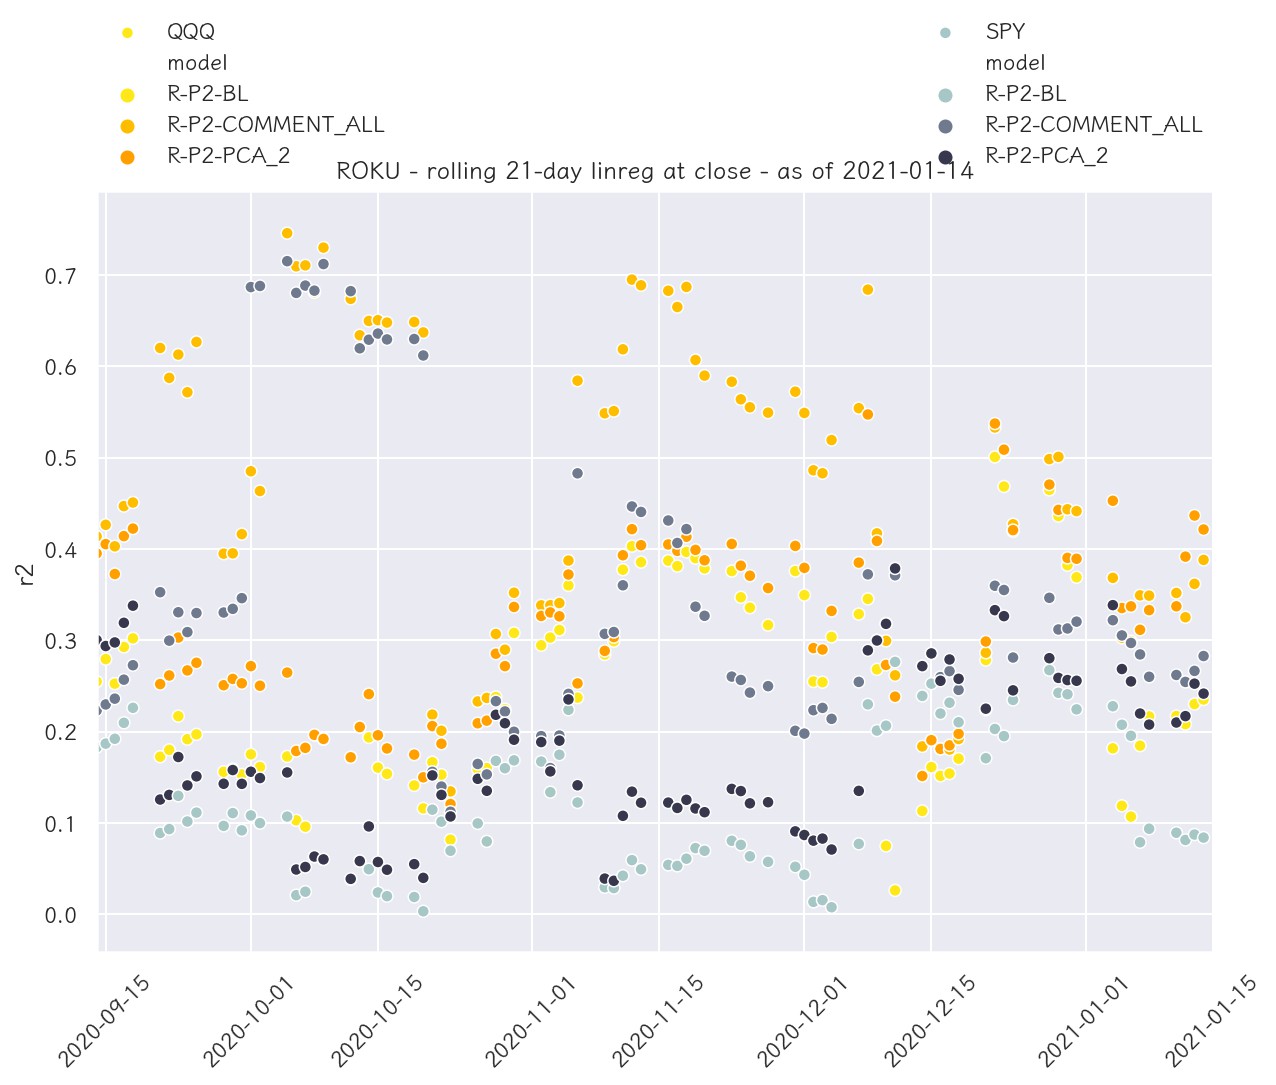 QQQ
model
R-P2-BL
R-P2-COMMENT_ALL
R-P2-PCA_2
SPY
model
R-P2-BL
R-P2-COMMENT_ALL
R-P2-PCA_2
ROKU - rolling 21-day linreg at close - as of 2021-01-14
0.7
0.6
0.5
0.4
0.3
0.2
0.1
0.0
r2
2020-09-15
2020-10-01
2020-10-15
2020-11-01
2020-11-15
2020-12-01
2020-12-15
2021-01-01
2021-01-15